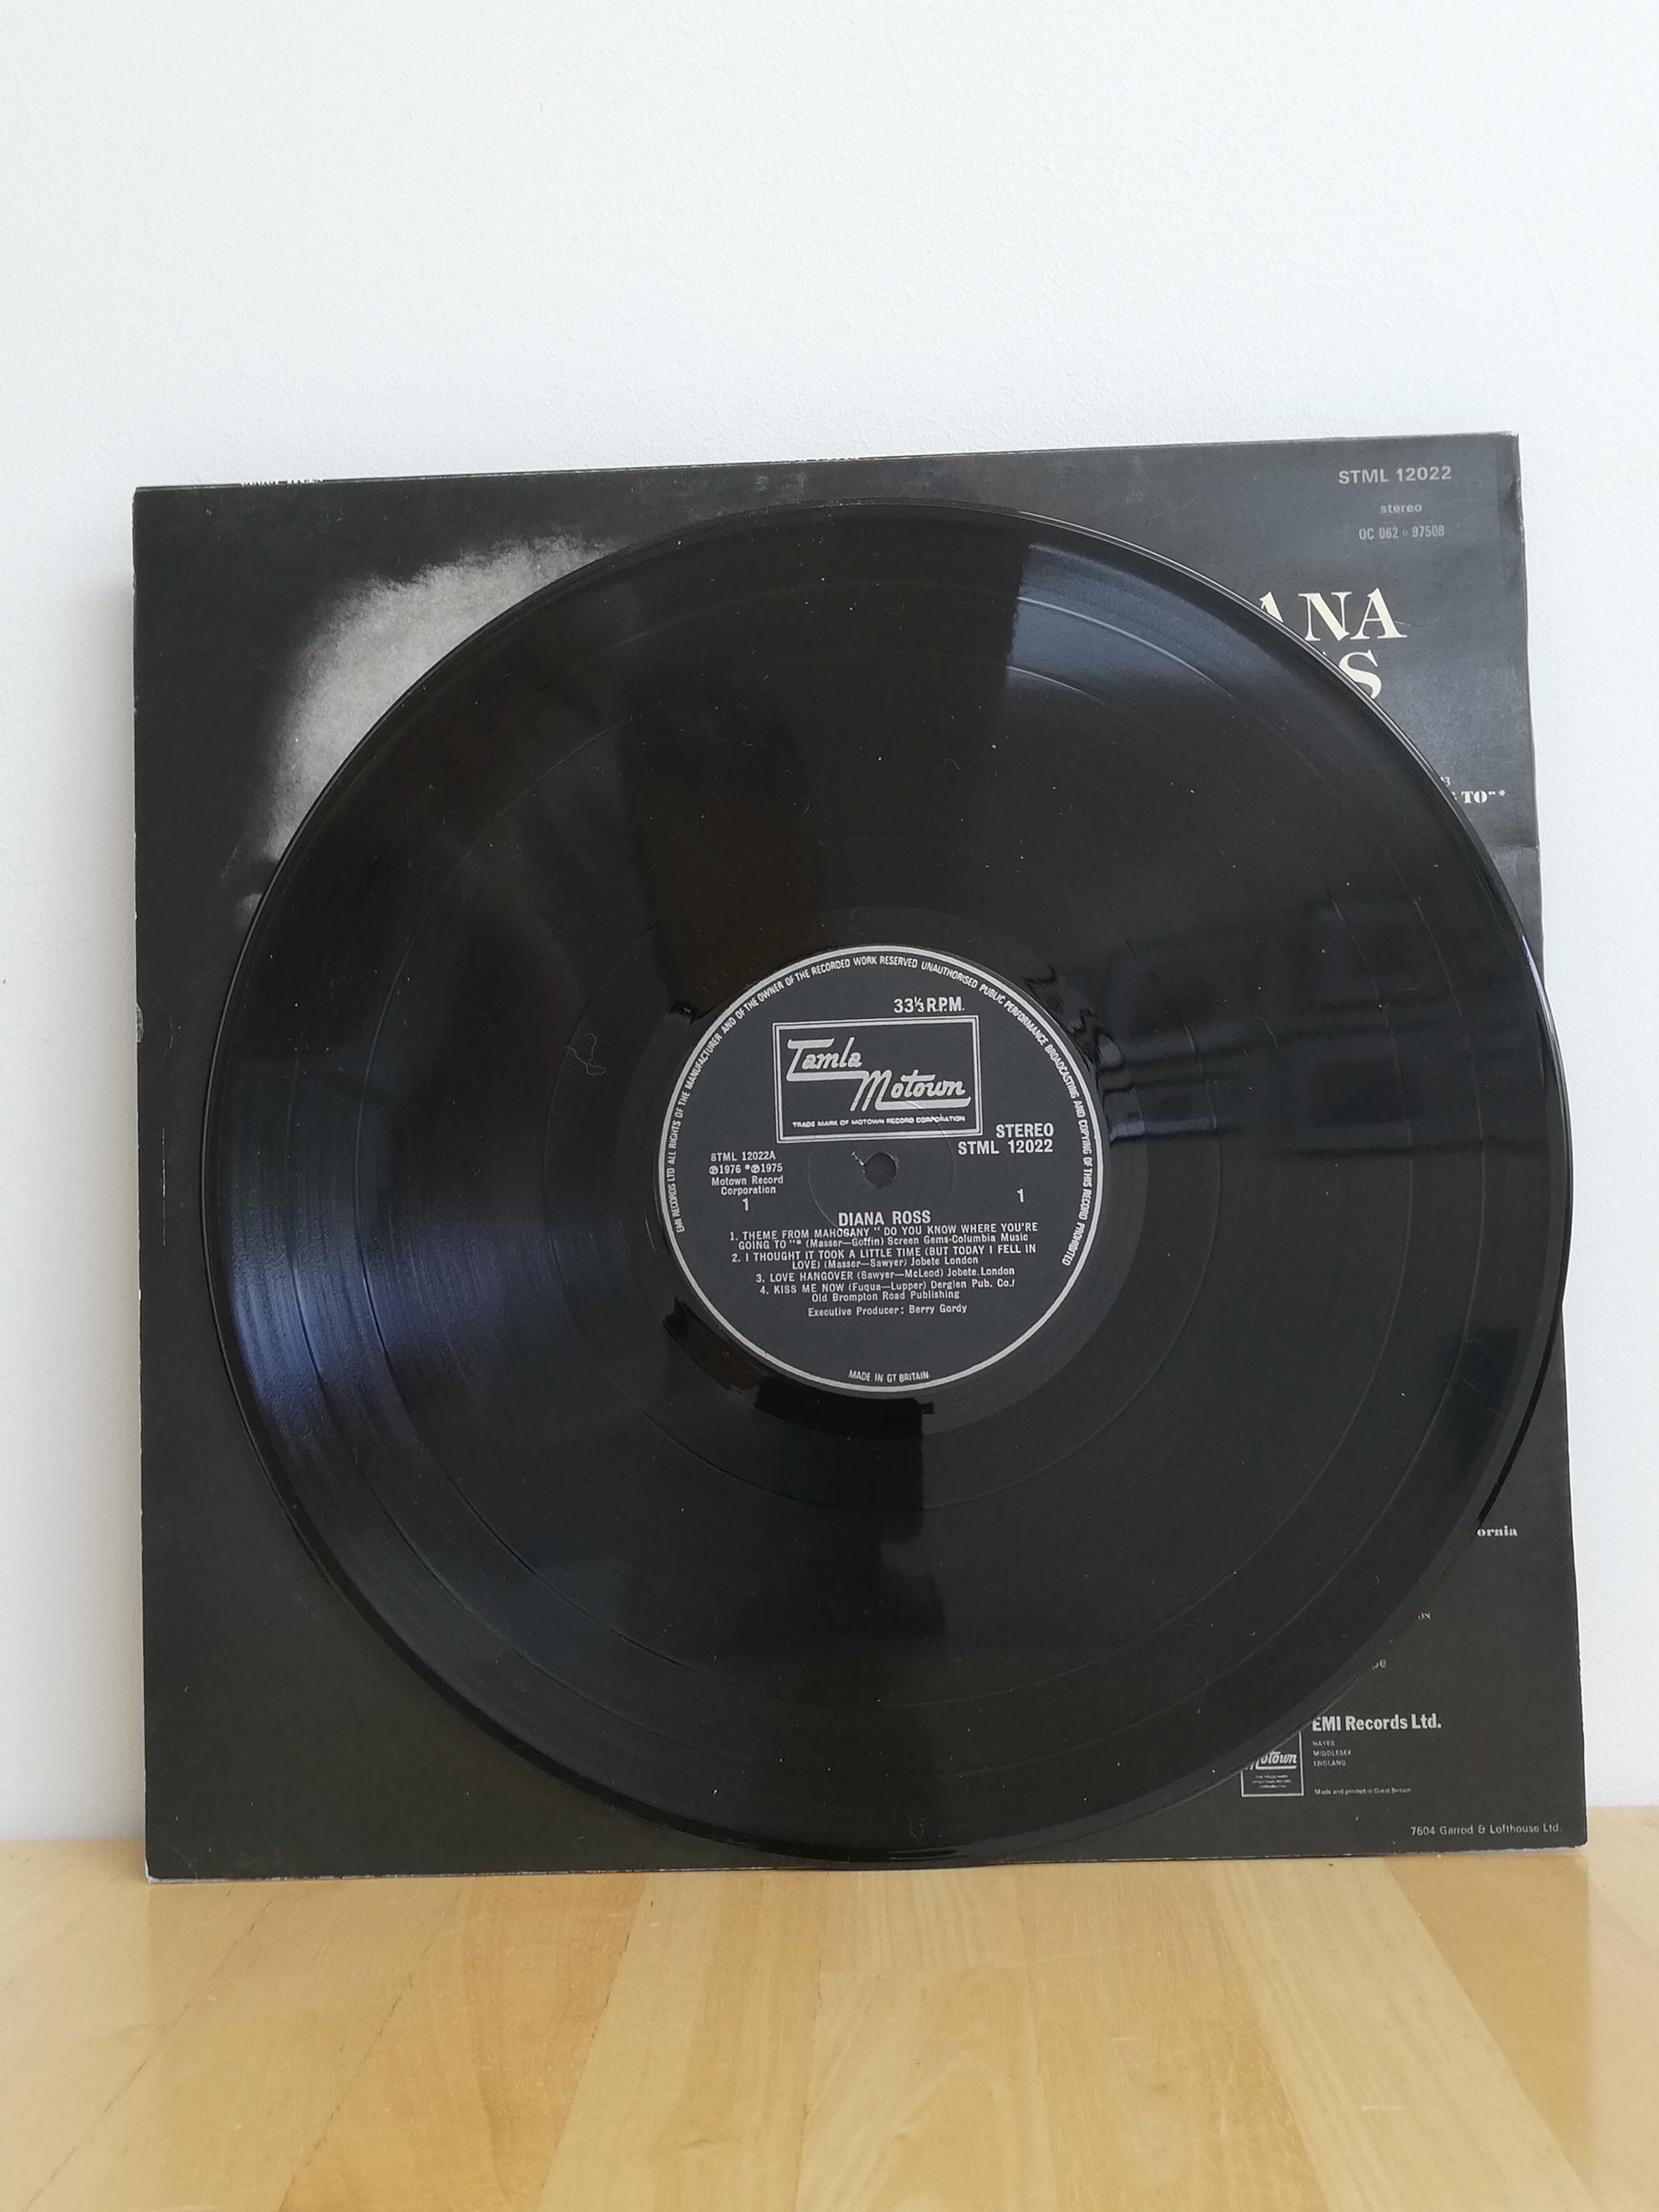 STML 12022
stereo
OC 062 ° 97508
ANA
S
TO"*
EMI RECORDS LTD ALL RIGHTS OF THE MANUFACTURER AND OF THE OWNER OF THE RECORDED WORK RESERVED UNAUTHORISED PUBLIC PERFORMANCE BROADCASTING AND COPYING OF THIS RECORD PROHIBITED
33⅓ R.P.M.
Tamla
Motown
TRADE MARK OF MOTOWN RECORD CORPORATION
STEREO
STML 12022
STML 12022A
℗1976 *℗1975
Motown Record
Corporation
1
1
DIANA ROSS
1. THEME FROM MAHOGANY "DO YOU KNOW WHERE YOU'RE
GOING TO"* (Masser—Goffin) Screen Gems-Columbia Music
2. I THOUGHT IT TOOK A LITTLE TIME (BUT TODAY I FELL IN
LOVE) (Masser—Sawyer) Jobete London
3. LOVE HANGOVER (Sawyer—McLeod) Jobete.London
4. KISS ME NOW (Fuqua—Lupper) Derglen Pub. Co./
Old Brompton Road Publishing
Executive Producer: Berry Gordy
MADE IN GT BRITAIN
ornia
EMI Records Ltd.
HAYES
MIDDLESEX
ENGLAND
Motown
Made and printed in Great Britain
7604 Garrod & Lofthouse Ltd.